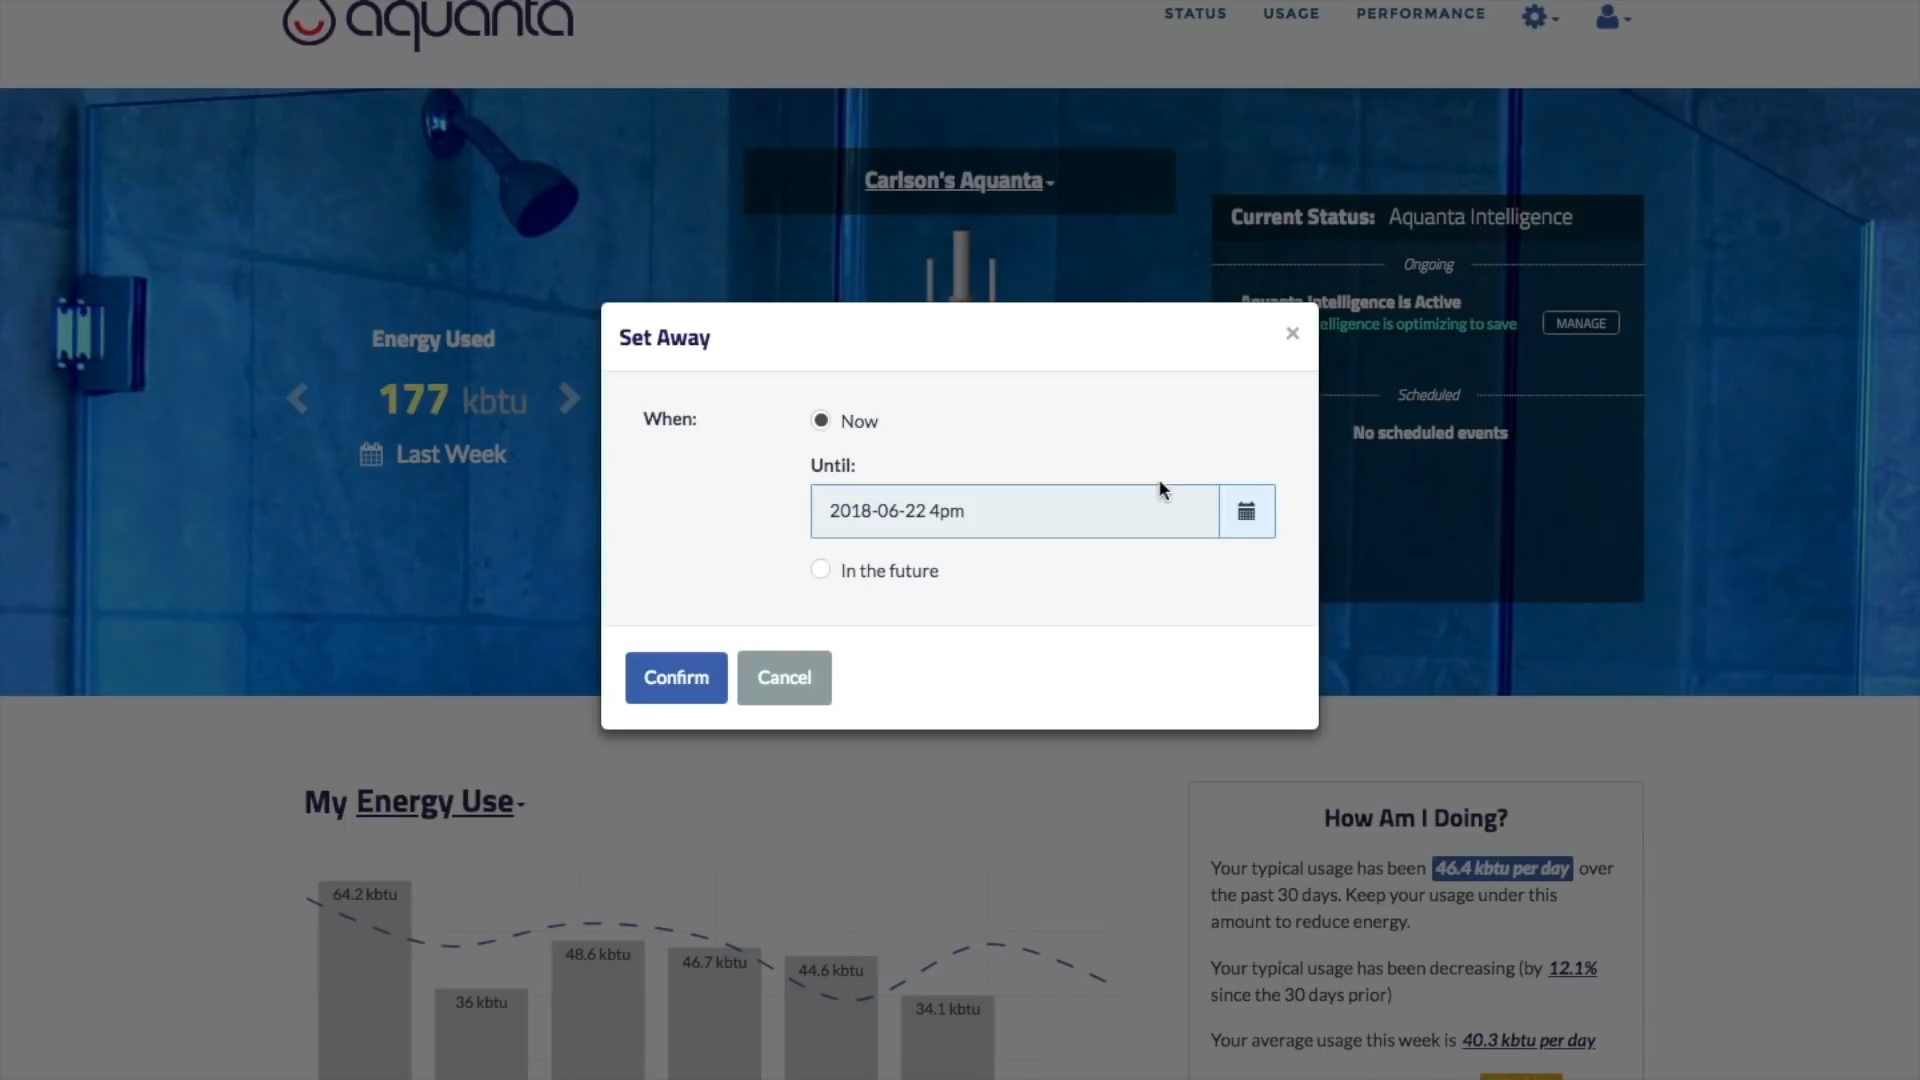 aquanta
STATUS USAGE PERFORMANCE
Carlson's Aquanta
Current Status: Aquanta Intelligence
Ongoing
Intelligence Is Active
elligence is optimizing to save
MANAGE
Scheduled
No scheduled events
Energy Used
177 kbtu
Last Week
Set Away
×
When:
Now
Until:
2018-06-22 4pm
In the future
Confirm Cancel
My Energy Use
64.2 kbtu
36 kbtu
48.6 kbtu
46.7 kbtu
44.6 kbtu
34.1 kbtu
How Am I Doing?
Your typical usage has been 46.4 kbtu per day over
the past 30 days. Keep your usage under this
amount to reduce energy.
Your typical usage has been decreasing (by 12.1%
since the 30 days prior)
Your average usage this week is 40.3 kbtu per day